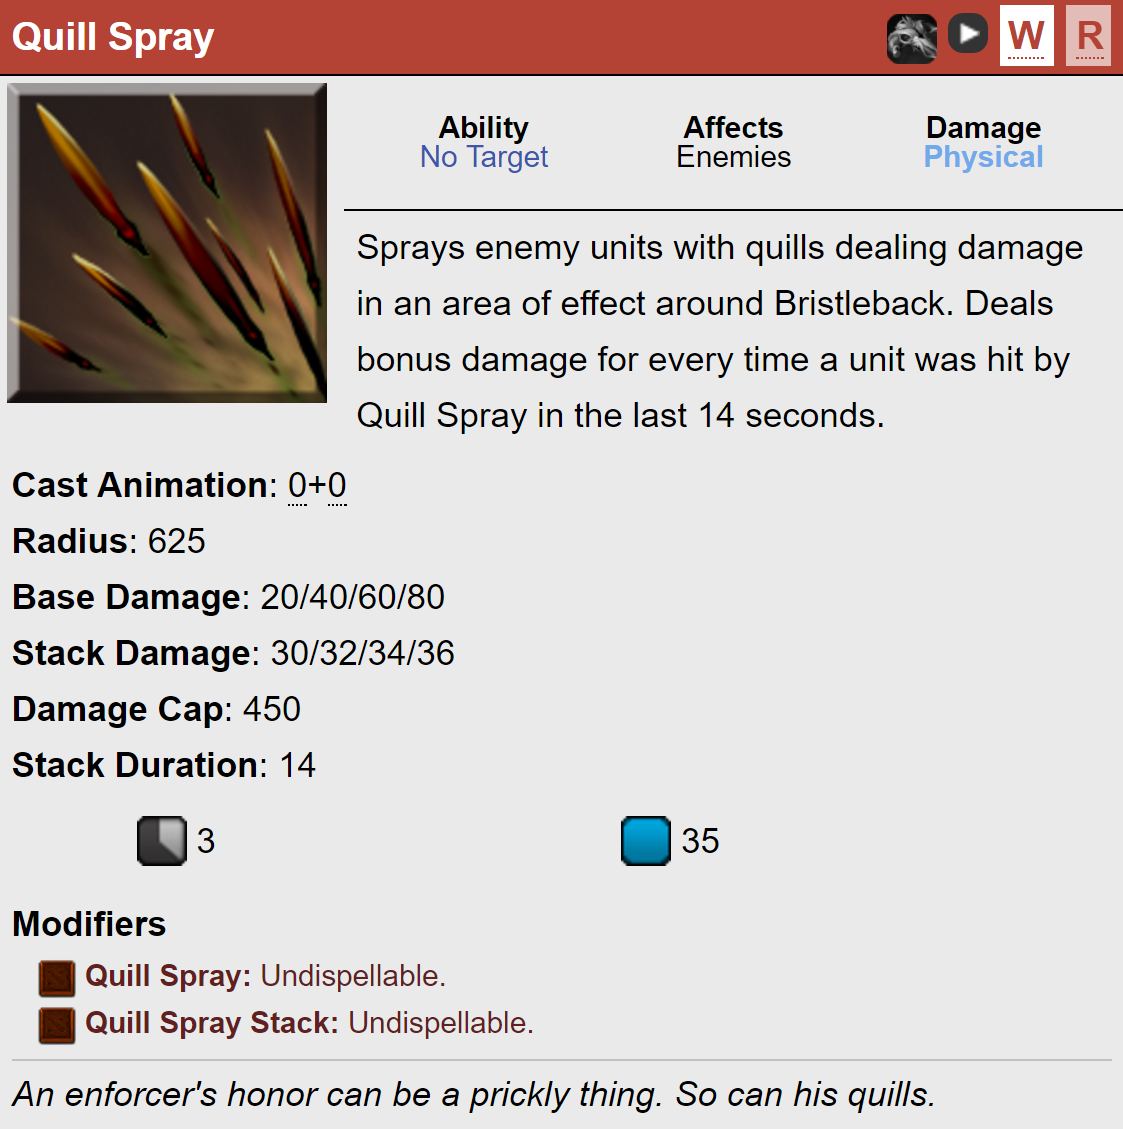 Quill Spray
W R
Ability Affects Damage
No Target Enemies Physical
Sprays enemy units with quills dealing damage
in an area of effect around Bristleback. Deals
bonus damage for every time a unit was hit by
Quill Spray in the last 14 seconds.
Cast Animation: 0+0
Radius: 625
Base Damage: 20/40/60/80
Stack Damage: 30/32/34/36
Damage Cap: 450
Stack Duration: 14
3 35
Modifiers
Quill Spray: Undispellable.
Quill Spray Stack: Undispellable.
An enforcer's honor can be a prickly thing. So can his quills.